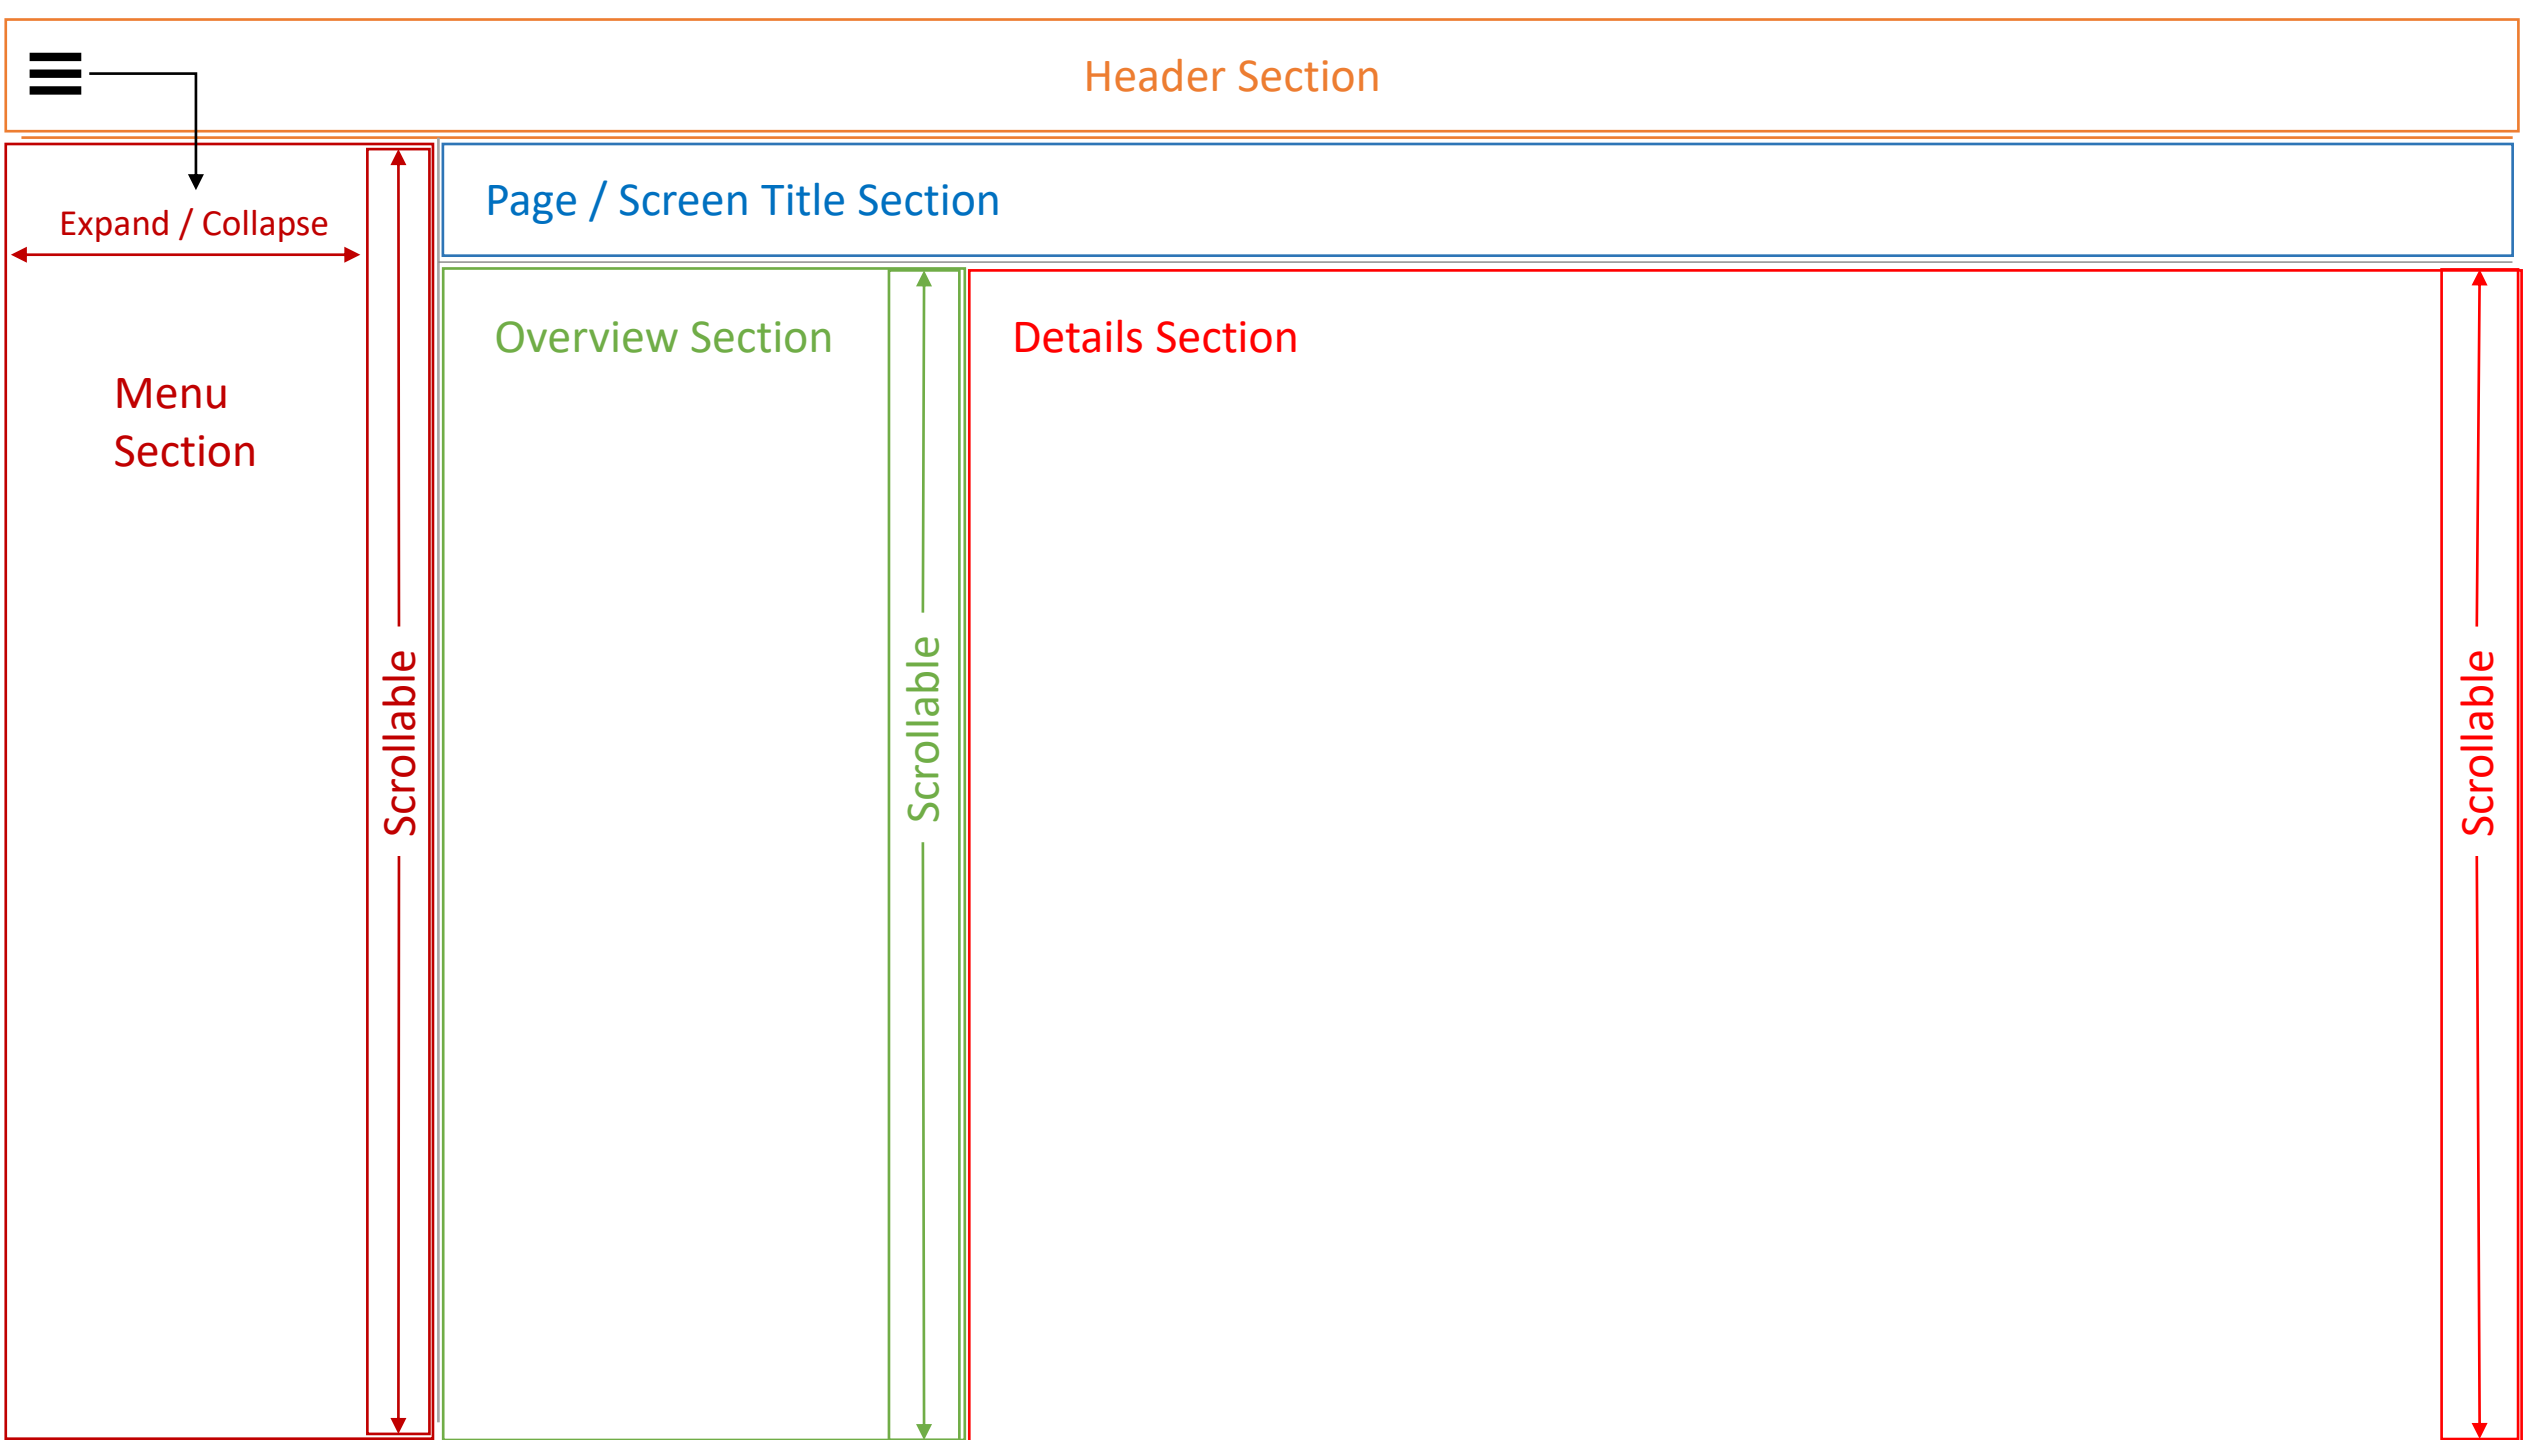 Header Section
Expand / Collapse
Page / Screen Title Section
Overview Section
Details Section
Menu
Section
Scrollable
Scrollable
Scrollable